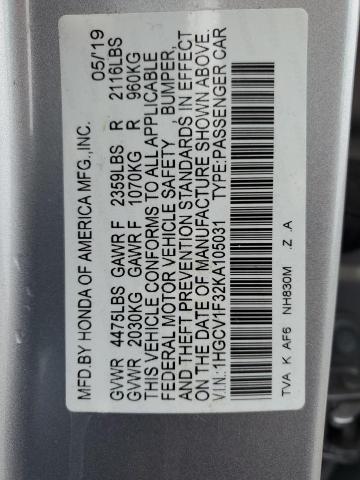 MFD.BY HONDA OF AMERICA MFG.,INC. 05/'19
GVWR 4475LBS GAWR F 2359LBS R 2116LBS
GVWR 2030KG GAWR F 1070KG R 960KG
THIS VEHICLE CONFORMS TO ALL APPLICABLE
FEDERAL MOTOR VEHICLE SAFETY , BUMPER,
AND THEFT PREVENTION STANDARDS IN EFFECT
ON THE DATE OF MANUFACTURE SHOWN ABOVE.
V.I.N.:1HGCV1F32KA105031 TYPE:PASSENGER CAR
TVA K AF6 NH830M .Z .A